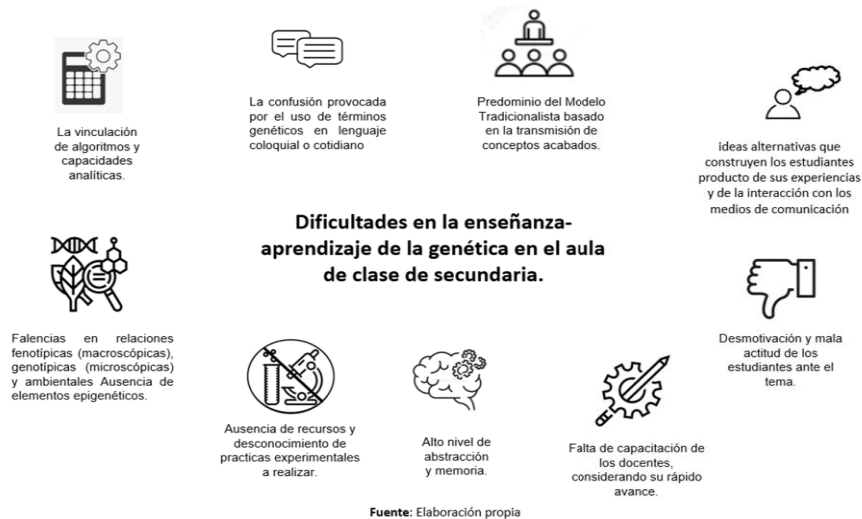 La vinculación
de algoritmos y
capacidades
analíticas.
La confusión provocada
por el uso de términos
genéticos en lenguaje
coloquial o cotidiano
Predominio del Modelo
Tradicionalista basado
en la transmisión de
conceptos acabados.
ideas alternativas que
construyen los estudiantes
producto de sus experiencias
y de la interacción con los
medios de comunicación
Dificultades en la enseñanza-
aprendizaje de la genética en el aula
de clase de secundaria.
Falencias en relaciones
fenotípicas (macroscópicas),
genotípicas (microscópicas)
y ambientales Ausencia de
elementos epigenéticos.
Desmotivación y mala
actitud de los
estudiantes ante el
tema.
Ausencia de recursos y
desconocimiento de
practicas experimentales
a realizar.
Alto nivel de
abstracción
y memoria.
Falta de capacitación de
los docentes,
considerando su rápido
avance.
Fuente: Elaboración propia